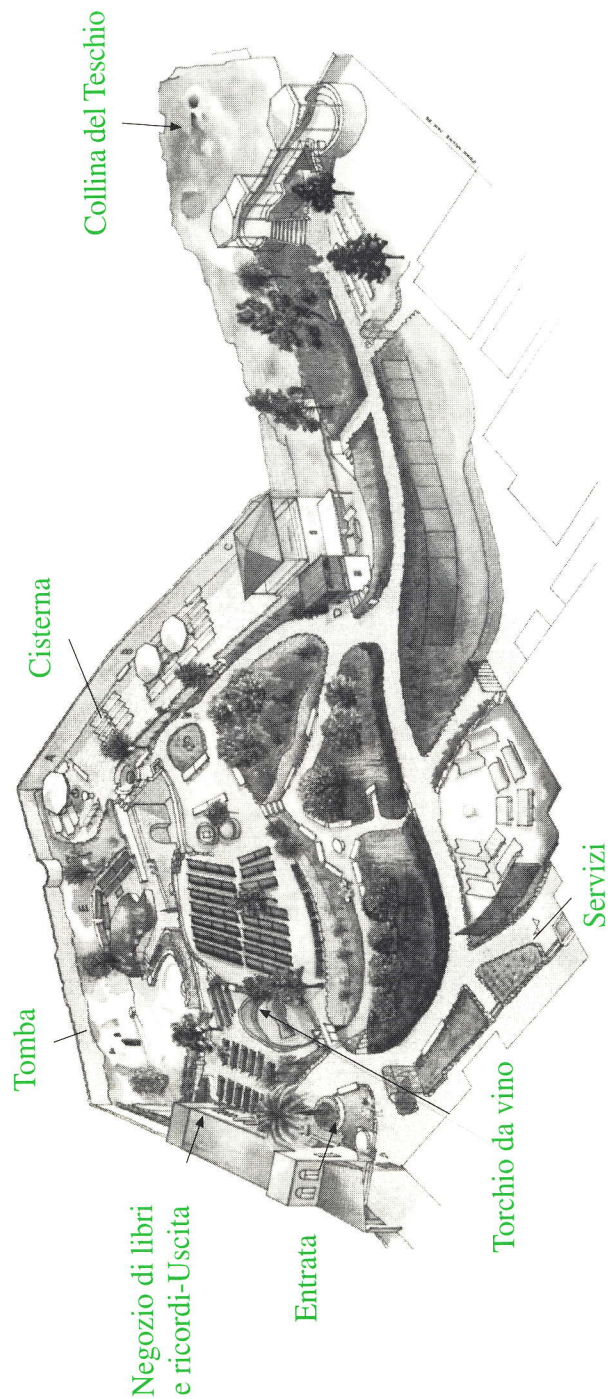 Collina del Teschio
Cisterna
Tomba
Negozio di libri
e ricordi-Uscita
Entrata
Torchio da vino
Servizi
A
B
C